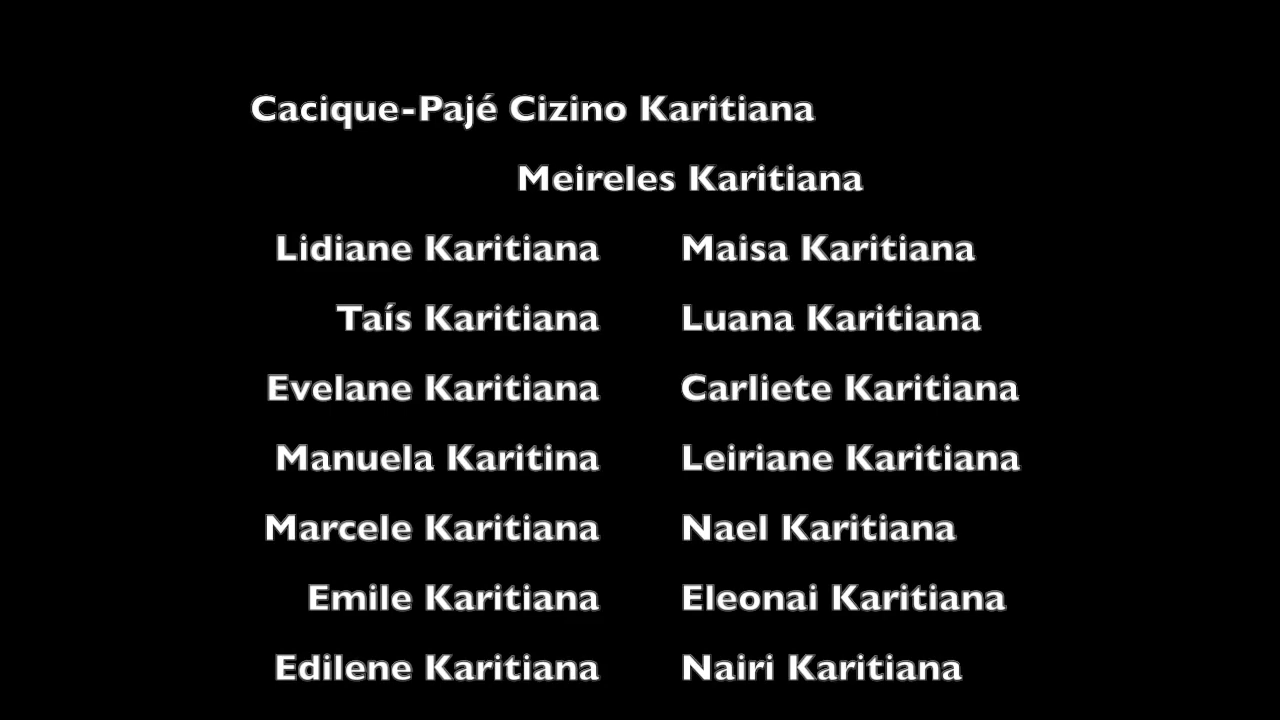 Cacique-Pajé Cizino Karitiana
Meireles Karitiana
Lidiane Karitiana Maisa Karitiana
Taís Karitiana Luana Karitiana
Evelane Karitiana Carliete Karitiana
Manuela Karitina Leiriane Karitiana
Marcele Karitiana Nael Karitiana
Emile Karitiana Eleonai Karitiana
Edilene Karitiana Nairi Karitiana